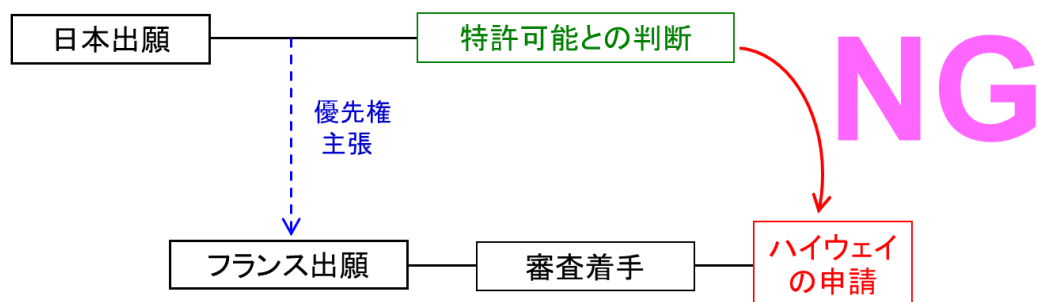 日本出願
特許可能との判断
NG
優先権
主張
フランス出願
審査着手
ハイウェイ
の申請